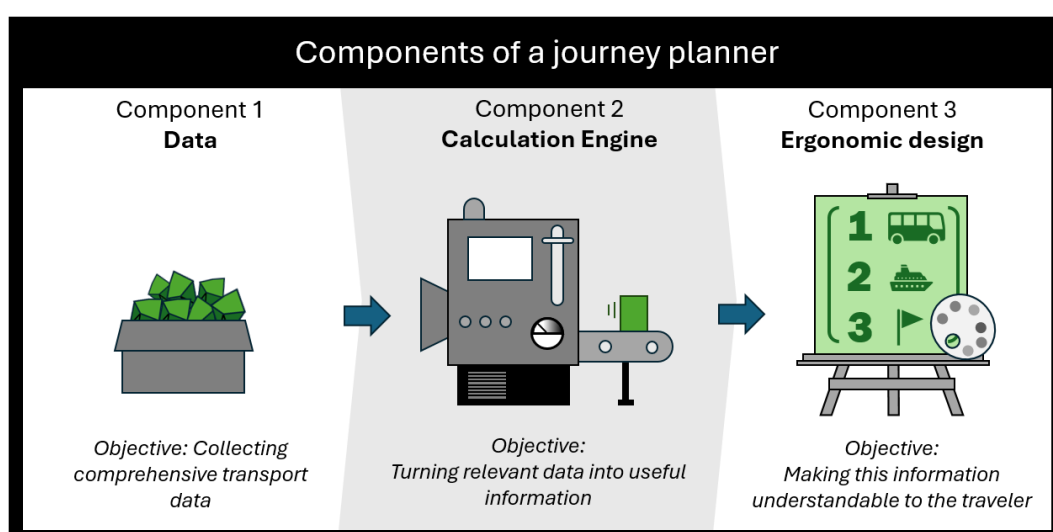 Components of a journey planner
Component 1
Data
Component 2
Calculation Engine
Component 3
Ergonomic design
1
2
3
Objective: Collecting
comprehensive transport
data
Objective:
Turning relevant data into useful
information
Objective:
Making this information
understandable to the traveler